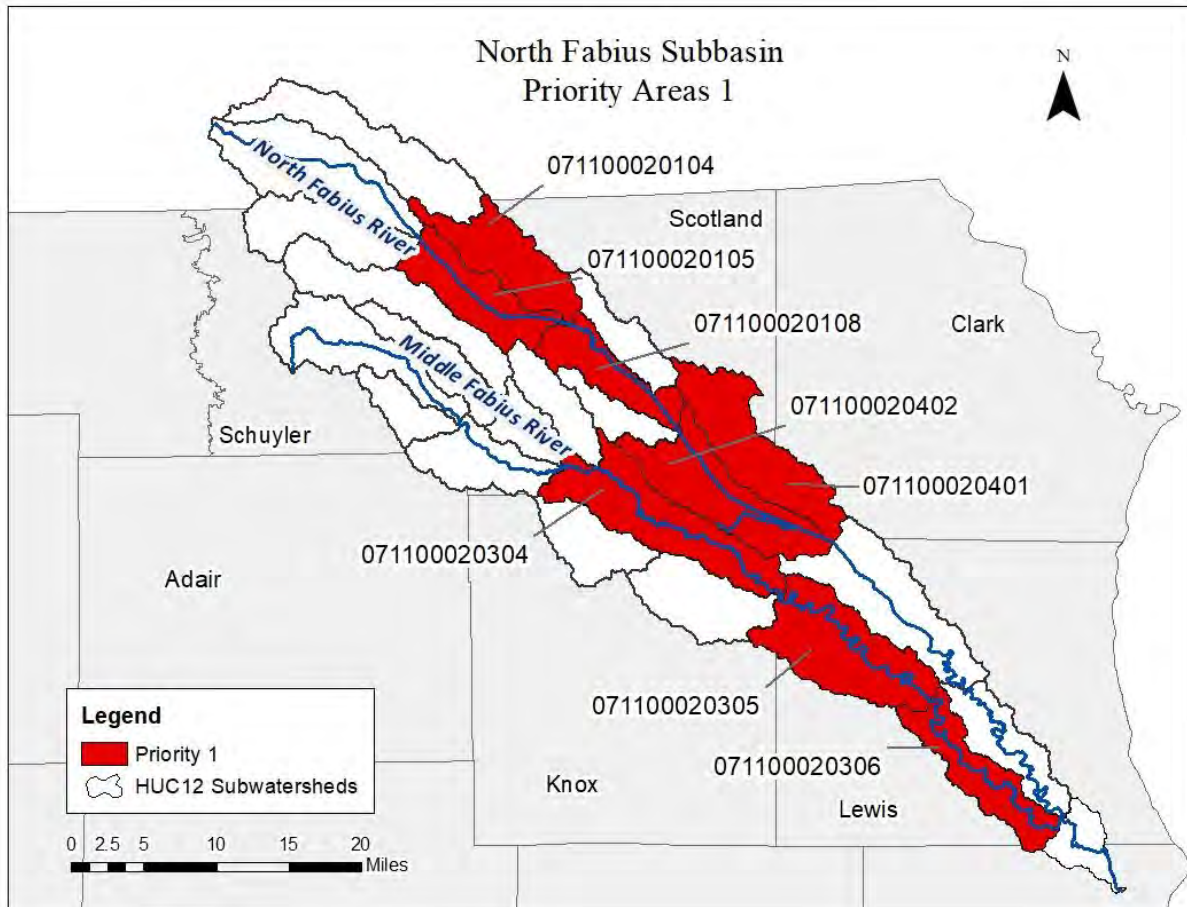 North Fabius Subbasin
Priority Areas 1
N
071100020104
North Fabius River
Scotland
071100020105
071100020108
Clark
Middle Fabius River
071100020402
Schuyler
071100020401
071100020304
Adair
071100020305
Legend
Priority 1
HUC12 Subwatersheds
071100020306
Knox
Lewis
0 2.5 5 10 15 20
Miles